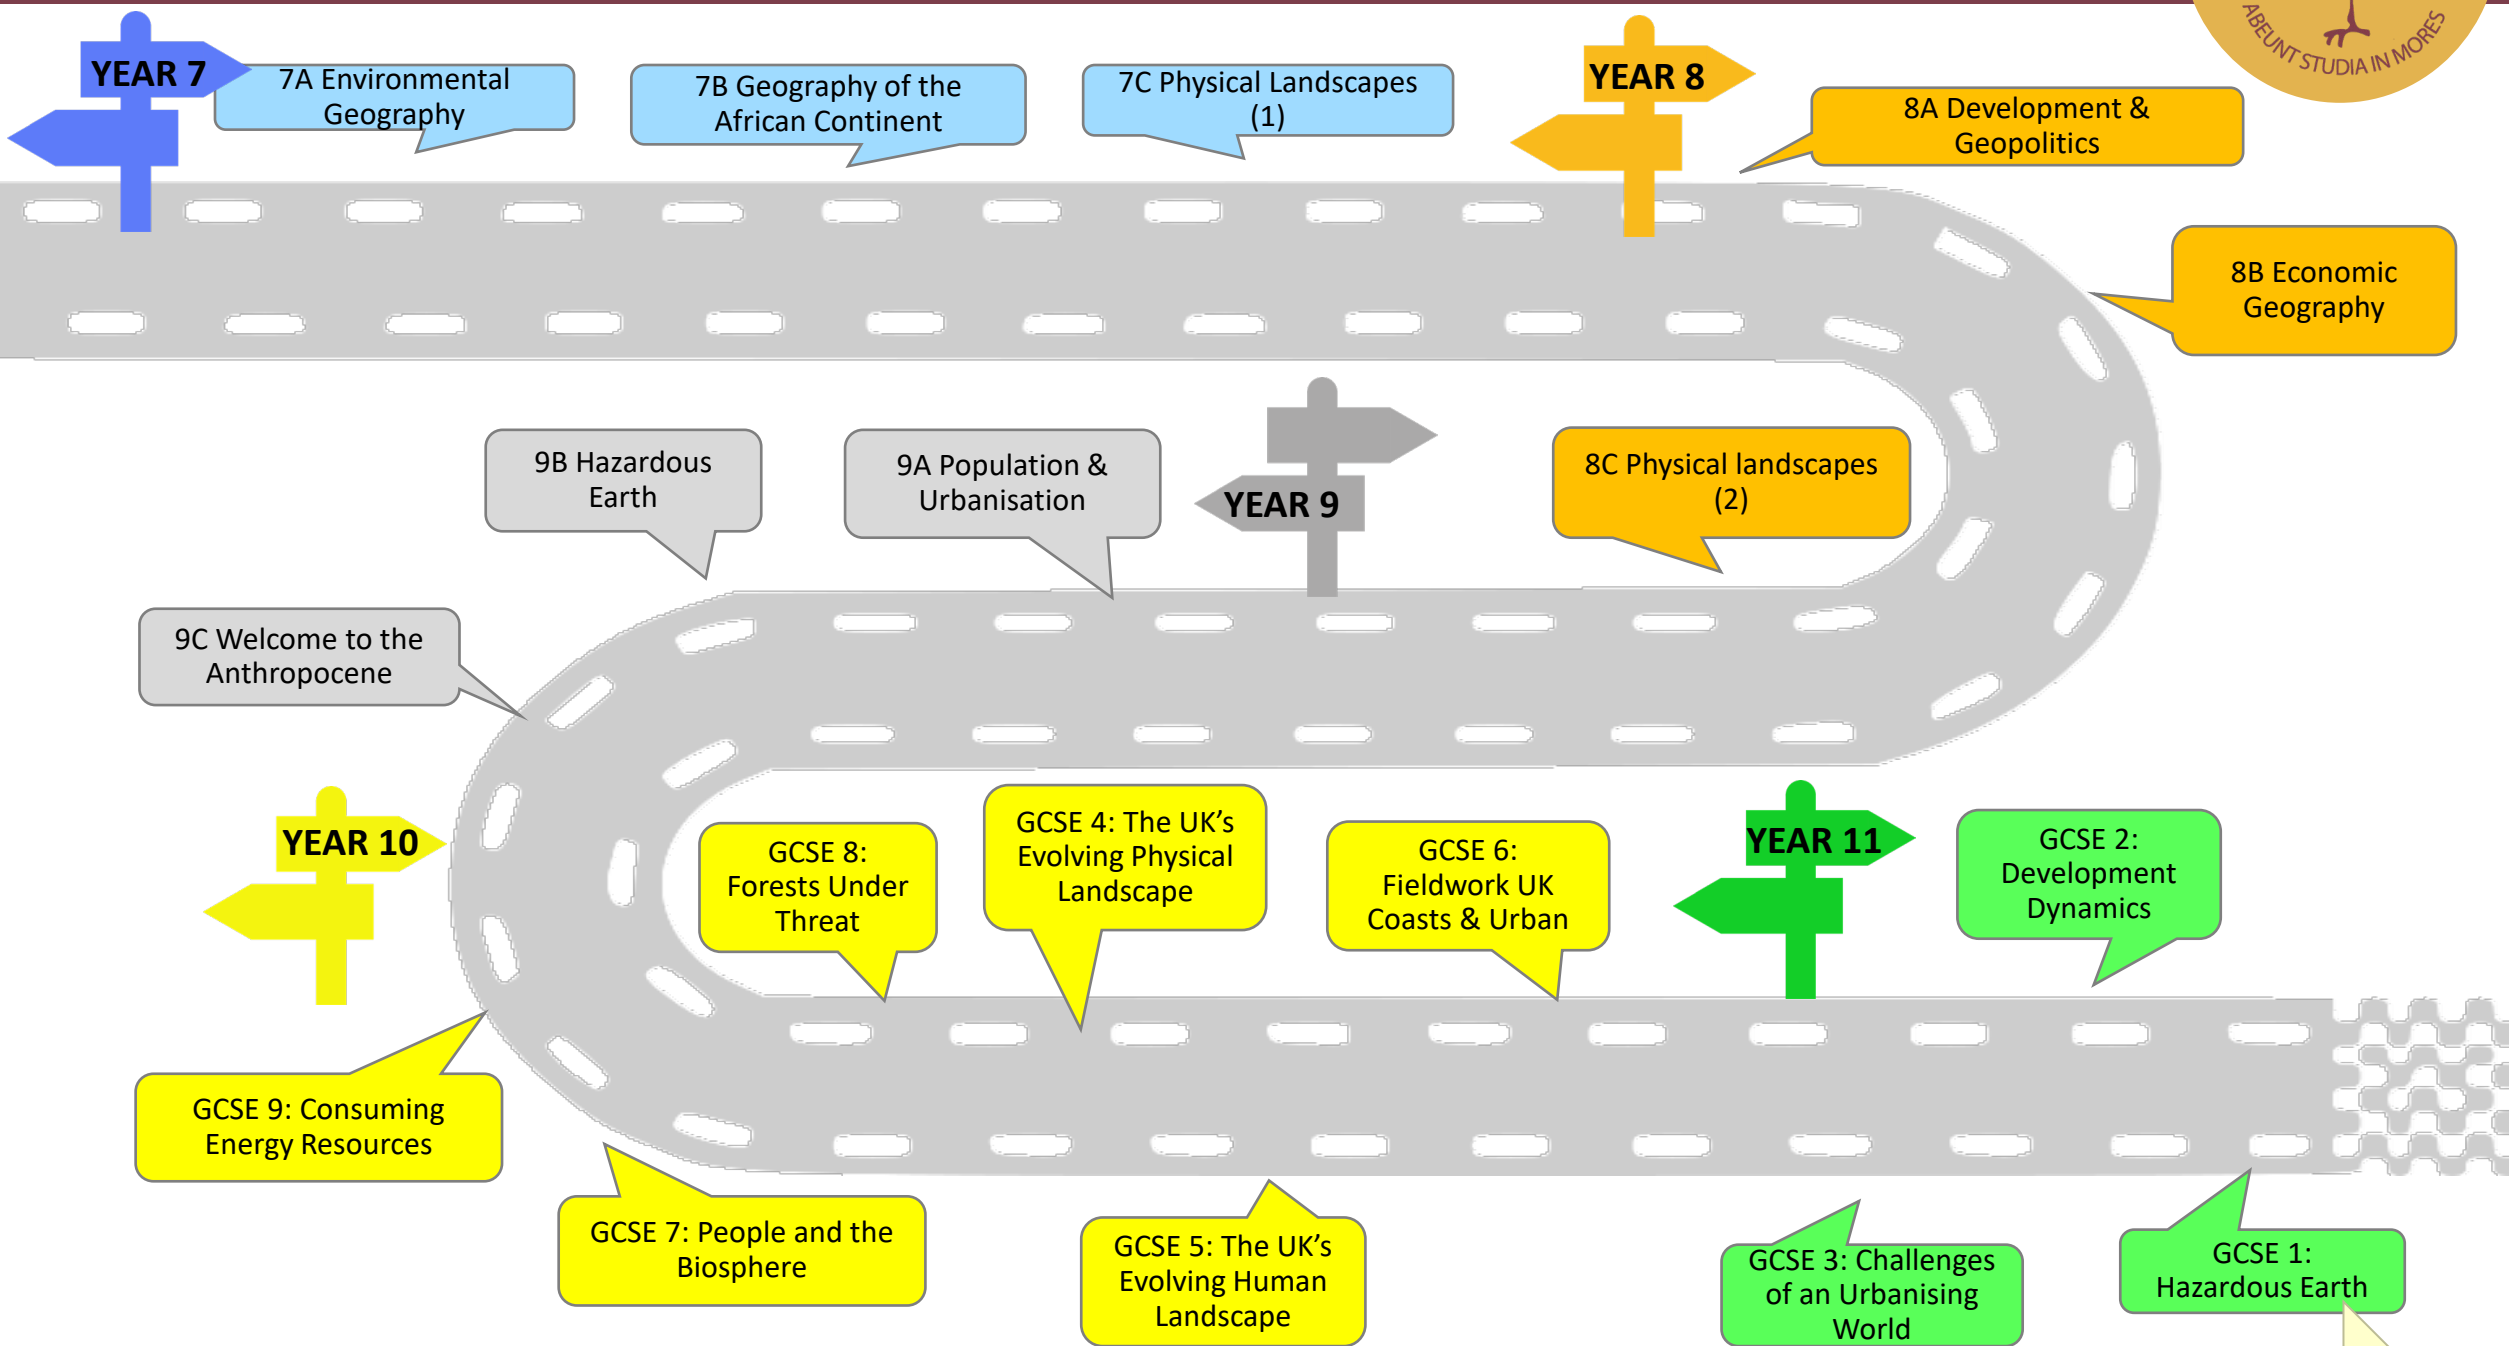 ABEUNT STUDIA IN MORES
YEAR 7
7A Environmental
Geography
7B Geography of the
African Continent
7C Physical Landscapes
(1)
YEAR 8
8A Development &
Geopolitics
8B Economic
Geography
8C Physical landscapes
(2)
YEAR 9
9A Population &
Urbanisation
9B Hazardous
Earth
9C Welcome to the
Anthropocene
YEAR 10
GCSE 9: Consuming
Energy Resources
GCSE 7: People and the
Biosphere
GCSE 8:
Forests Under
Threat
GCSE 4: The UK’s
Evolving Physical
Landscape
GCSE 5: The UK’s
Evolving Human
Landscape
GCSE 6:
Fieldwork UK
Coasts & Urban
YEAR 11
GCSE 3: Challenges
of an Urbanising
World
GCSE 2:
Development
Dynamics
GCSE 1:
Hazardous Earth